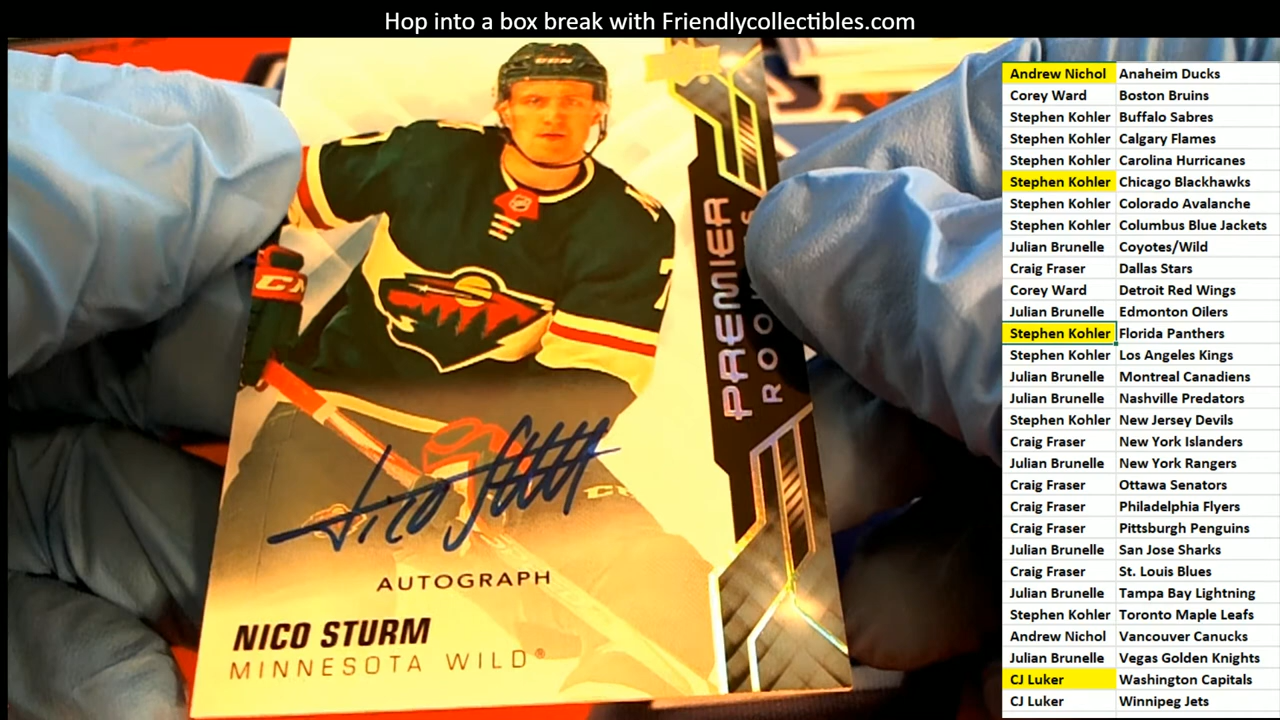 Hop into a box break with Friendlycollectibles.com
CCM
PREMIER
AUTOGRAPH
NICO STURM
MINNESOTA WILD®
Nico Sturm
Andrew Nichol Anaheim Ducks
Corey Ward Boston Bruins
Stephen Kohler Buffalo Sabres
Stephen Kohler Calgary Flames
Stephen Kohler Carolina Hurricanes
Stephen Kohler Chicago Blackhawks
Stephen Kohler Colorado Avalanche
Stephen Kohler Columbus Blue Jackets
Julian Brunelle Coyotes/Wild
Craig Fraser Dallas Stars
Corey Ward Detroit Red Wings
Julian Brunelle Edmonton Oilers
Stephen Kohler Florida Panthers
Stephen Kohler Los Angeles Kings
Julian Brunelle Montreal Canadiens
Julian Brunelle Nashville Predators
Stephen Kohler New Jersey Devils
Craig Fraser New York Islanders
Julian Brunelle New York Rangers
Craig Fraser Ottawa Senators
Craig Fraser Philadelphia Flyers
Craig Fraser Pittsburgh Penguins
Julian Brunelle San Jose Sharks
Craig Fraser St. Louis Blues
Julian Brunelle Tampa Bay Lightning
Stephen Kohler Toronto Maple Leafs
Andrew Nichol Vancouver Canucks
Julian Brunelle Vegas Golden Knights
CJ Luker Washington Capitals
CJ Luker Winnipeg Jets